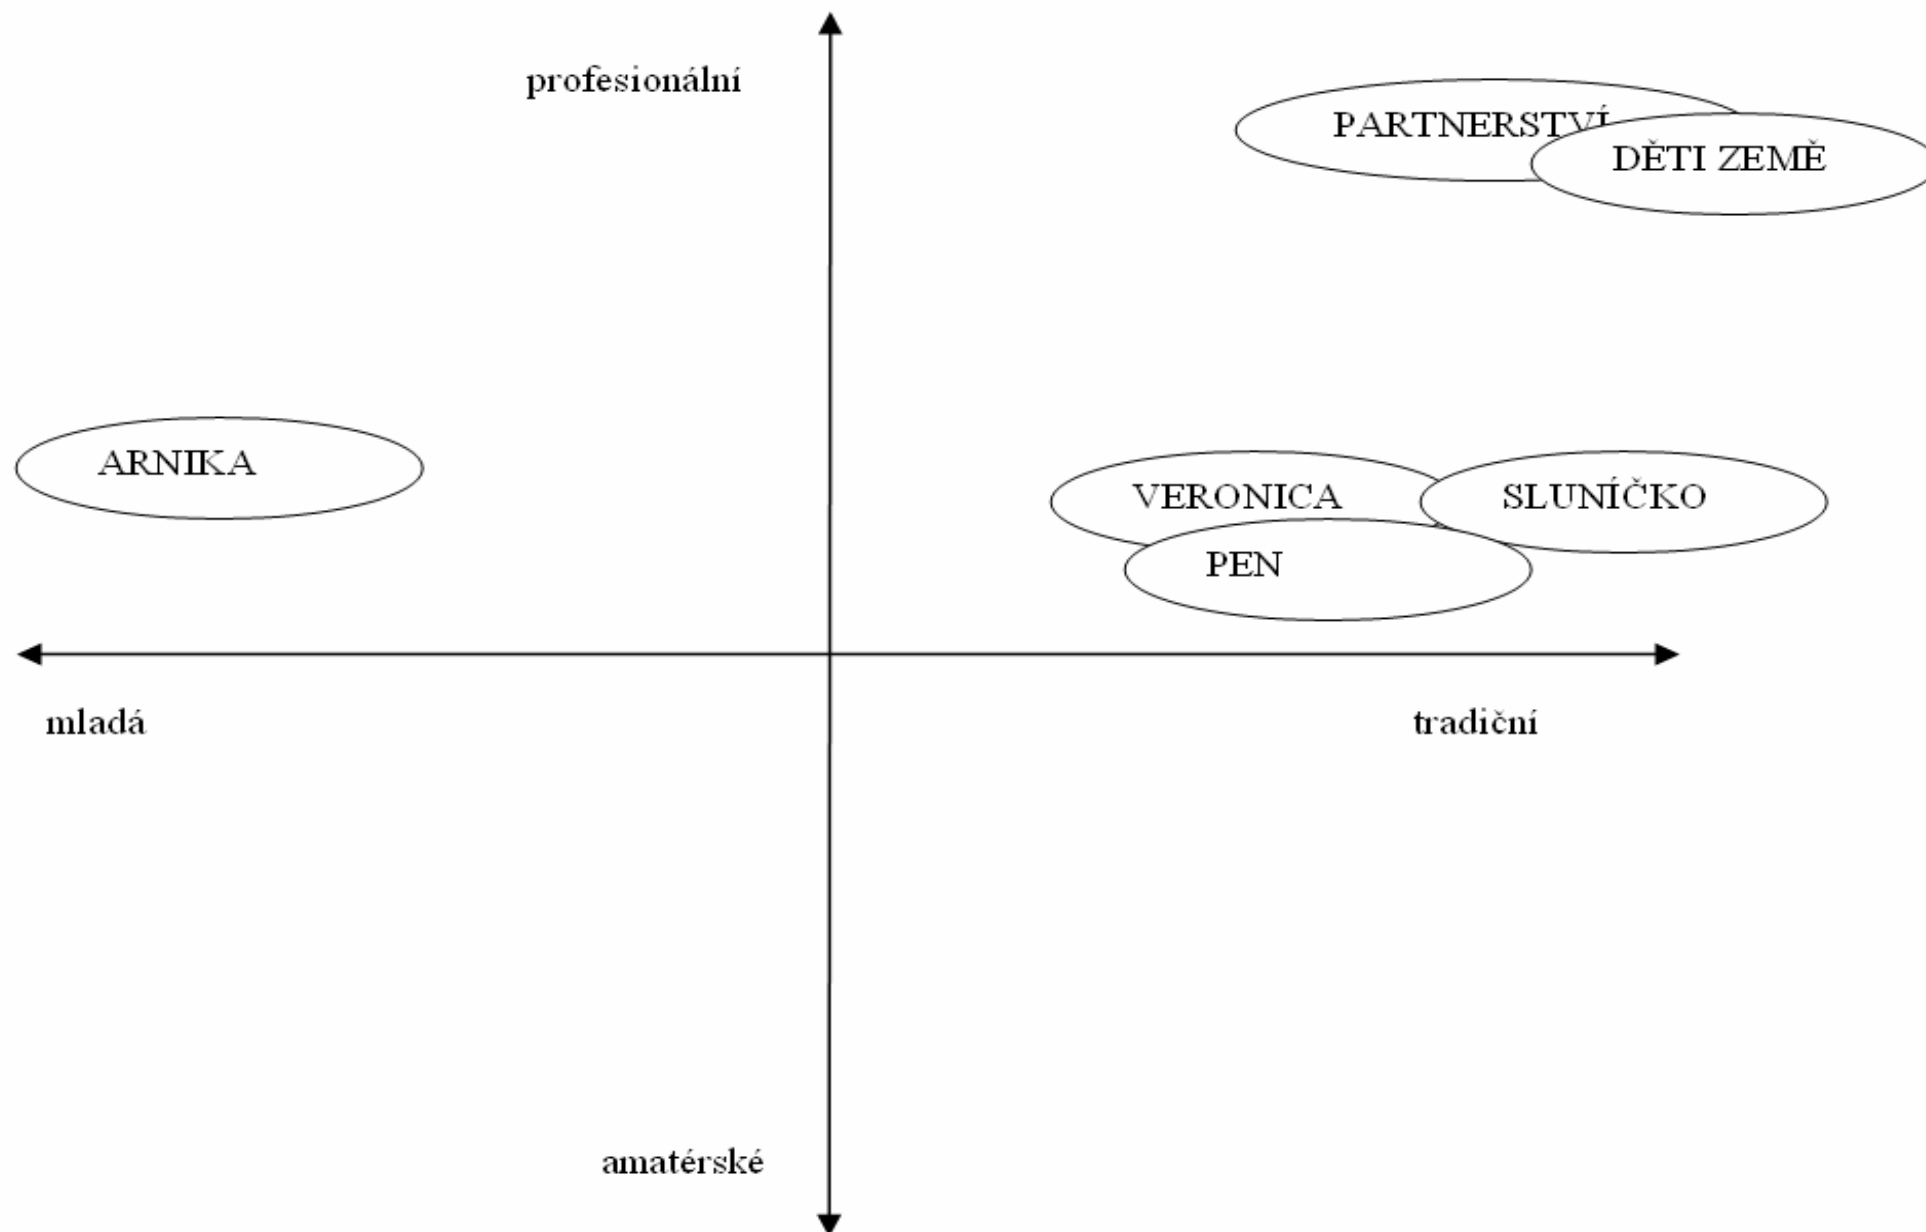 profesionální
PARTNERSTVÍ
DĚTI ZEMĚ
ARNIKA
VERONICA
SLUNÍČKO
PEN
mladá
tradiční
amatérské